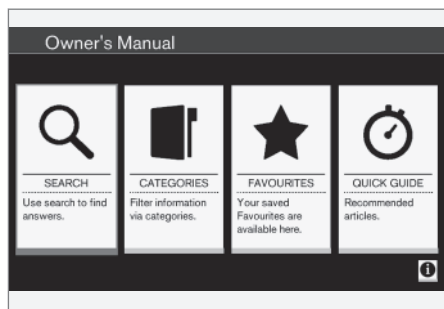 Owner's Manual
SEARCH
Use search to find
answers.
CATEGORIES
Filter information
via categories.
FAVOURITES
Your saved
Favourites are
available here.
QUICK GUIDE
Recommended
articles.
i